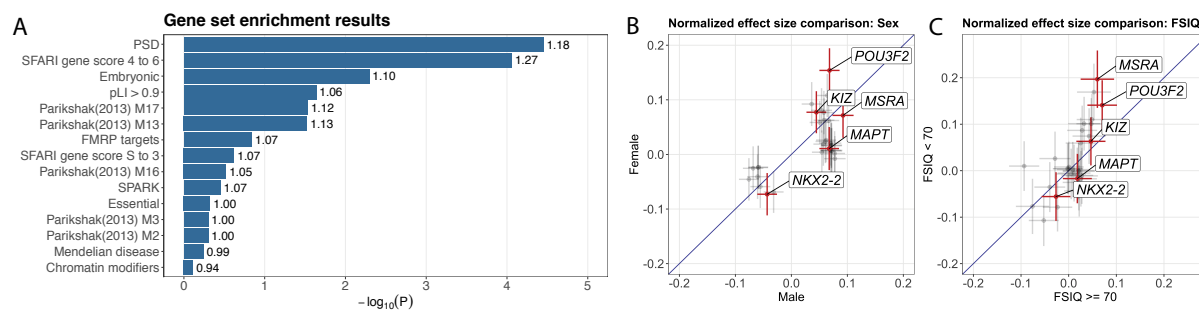 A
Gene set enrichment results
PSD
1.18
SFARI gene score 4 to 6
1.27
Embryonic
1.10
pLI > 0.9
1.06
Parikshak(2013) M17
1.12
Parikshak(2013) M13
1.13
FMRP targets
1.07
SFARI gene score S to 3
1.07
Parikshak(2013) M16
1.05
SPARK
1.07
Essential
1.00
Parikshak(2013) M3
1.00
Parikshak(2013) M2
1.00
Mendelian disease
0.99
Chromatin modifiers
0.94
0 1 2 3 4 5
−log10(P)
B
Normalized effect size comparison: Sex
Female
0.2
0.1
0.0
-0.1
-0.2
POU3F2
KIZ
MSRA
MAPT
NKX2-2
-0.2 -0.1 0.0 0.1 0.2
Male
C
Normalized effect size comparison: FSIQ
FSIQ < 70
0.2
0.1
0.0
-0.1
-0.2
MSRA
POU3F2
KIZ
MAPT
NKX2-2
-0.2 -0.1 0.0 0.1 0.2
FSIQ >= 70